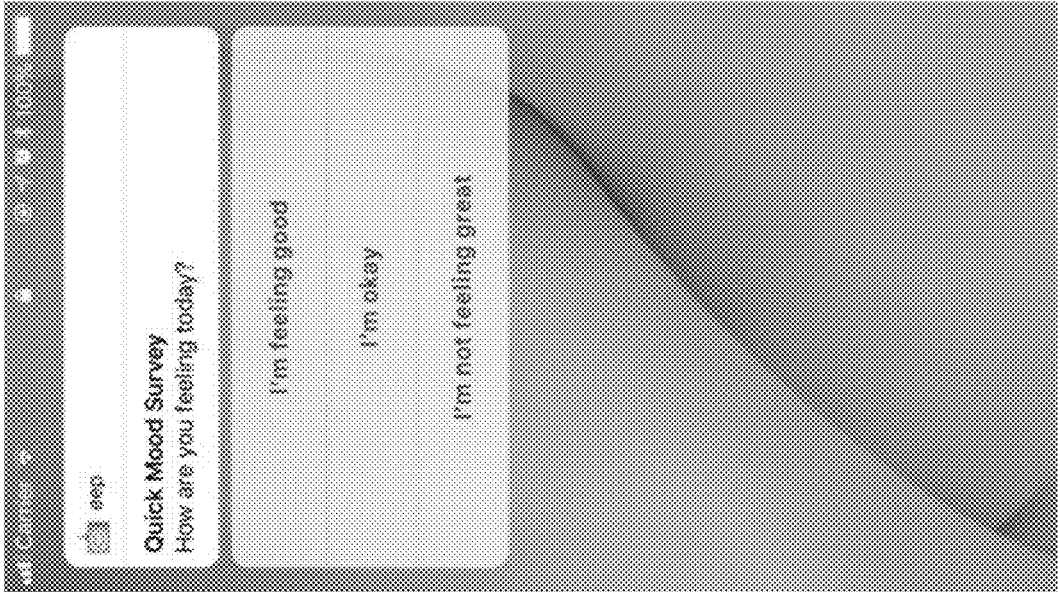 Carrier
eep
Quick Mood Survey
How are you feeling today?
I'm feeling good
I'm okay
I'm not feeling great